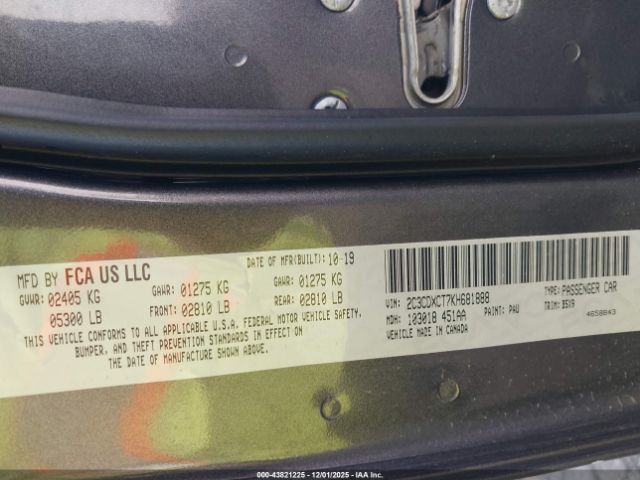 DATE OF MFR(BUILT): 10-19
MFD BY FCA US LLC
GVWR: 02405 KG GAWR: 01275 KG GAWR: 01275 KG
05300 LB FRONT: 02810 LB REAR: 02810 LB
THIS VEHICLE CONFORMS TO ALL APPLICABLE U.S.A. FEDERAL MOTOR VEHICLE SAFETY,
BUMPER, AND THEFT PREVENTION STANDARDS IN EFFECT ON
THE DATE OF MANUFACTURE SHOWN ABOVE.
VIN: 2C3CDXCT7KH681888 TYPE: PASSENGER CAR
MDH: 103018 451AA PAINT: PAU TRIM: B5X9
VEHICLE MADE IN CANADA 4658843
000-43821225 - 12/01/2025 - IAA Inc.